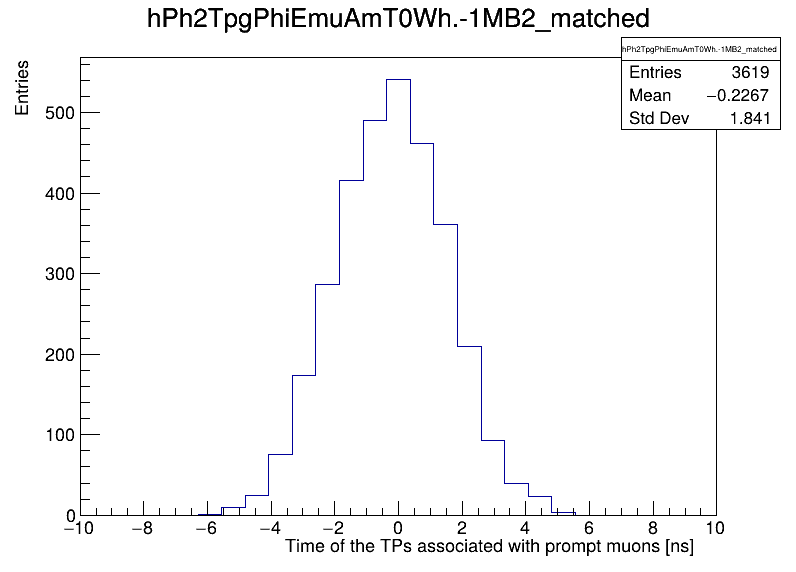 hPh2TpgPhiEmuAmT0Wh.-1MB2_matched
hPh2TpgPhiEmuAmT0Wh.-1MB2_matched
Entries 3619
Mean −0.2267
Std Dev 1.841
Entries
500
400
300
200
100
0
−10 −8 −6 −4 −2 0 2 4 6 8 10
Time of the TPs associated with prompt muons [ns]